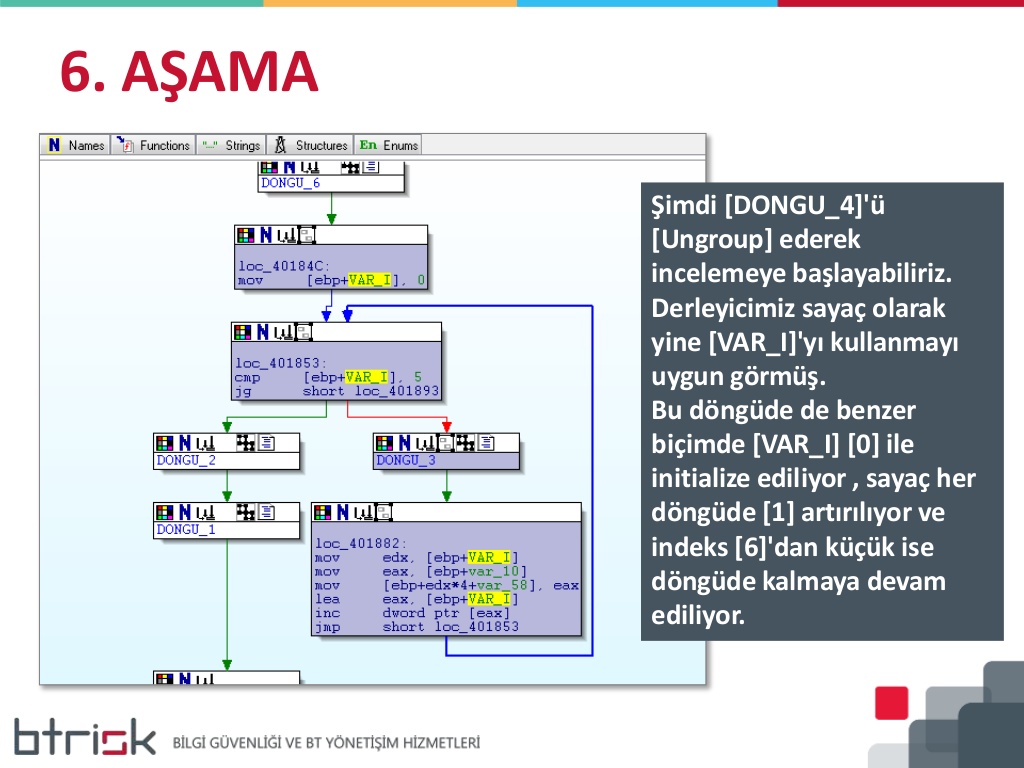 6. AŞAMA
N Names Functions "..." Strings Structures En Enums
DONGU_6
loc_40184C:
mov [ebp+VAR_I], 0
loc_401853:
cmp [ebp+VAR_I], 5
jg short loc_401893
DONGU_2
DONGU_3
DONGU_1
loc_401882:
mov edx, [ebp+VAR_I]
mov eax, [ebp+var_10]
mov [ebp+edx*4+var_58], eax
lea eax, [ebp+VAR_I]
inc dword ptr [eax]
jmp short loc_401853
Şimdi [DONGU_4]'ü
[Ungroup] ederek
incelemeye başlayabiliriz.
Derleyicimiz sayaç olarak
yine [VAR_I]'yı kullanmayı
uygun görmüş.
Bu döngüde de benzer
biçimde [VAR_I] [0] ile
initialize ediliyor , sayaç her
döngüde [1] artırılıyor ve
indeks [6]'dan küçük ise
döngüde kalmaya devam
ediliyor.
btrisk BİLGİ GÜVENLİĞİ VE BT YÖNETİŞİM HİZMETLERİ